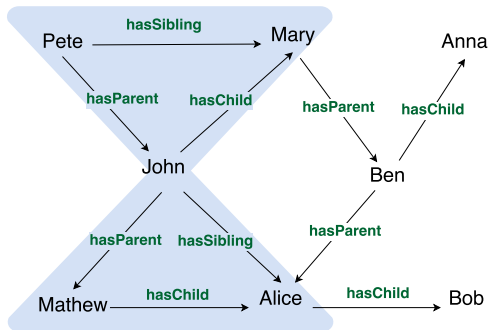 hasSibling
Pete
Mary
Anna
hasParent
hasChild
hasParent
hasChild
John
Ben
hasParent
hasSibling
hasParent
Mathew
hasChild
Alice
hasChild
Bob